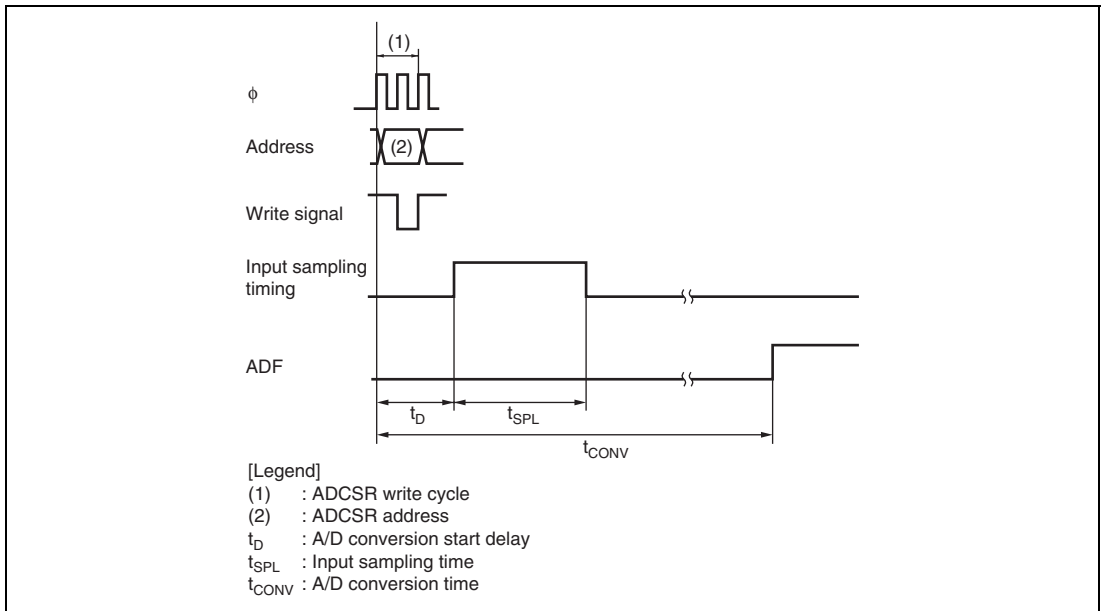 (1)
ϕ
Address
(2)
Write signal
Input sampling
timing
ADF
tD
tSPL
tCONV
[Legend]
(1) : ADCSR write cycle
(2) : ADCSR address
tD : A/D conversion start delay
tSPL : Input sampling time
tCONV : A/D conversion time